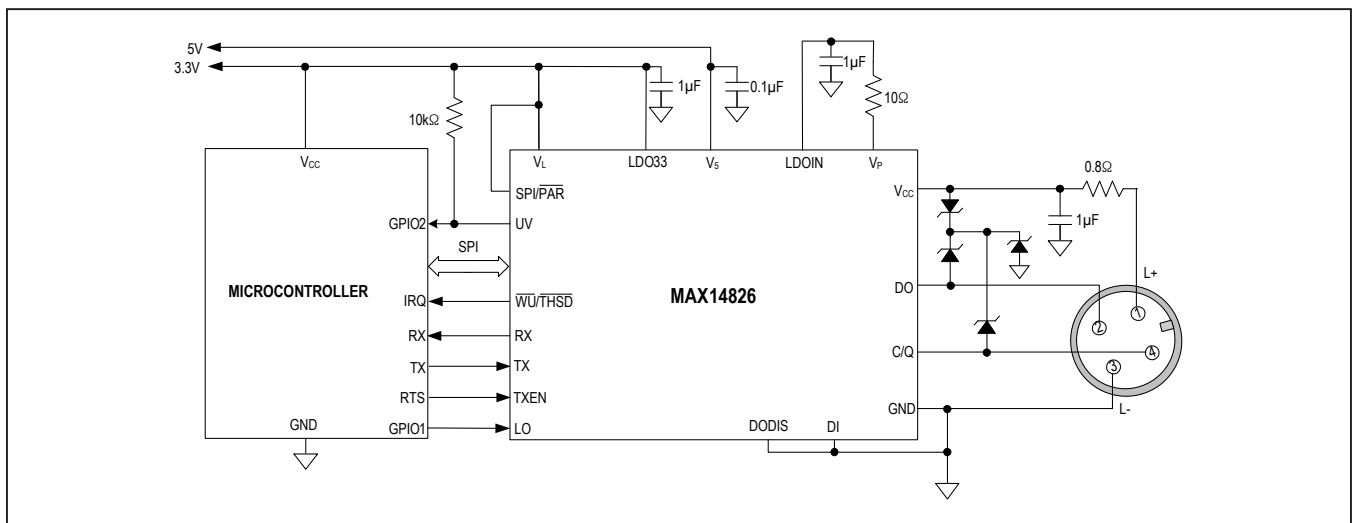 5V
3.3V
1µF
0.1µF
1µF
10Ω
10kΩ
0.8Ω
1µF
VCC
VL
LDO33
V5
LDOIN
VP
SPI/PAR
VCC
GPIO2
UV
SPI
L+
MICROCONTROLLER
MAX14826
DO
IRQ
WU/THSD
2
1
RX
RX
C/Q
4
TX
TX
3
RTS
TXEN
GND
L-
GND
GPIO1
LO
DODIS
DI